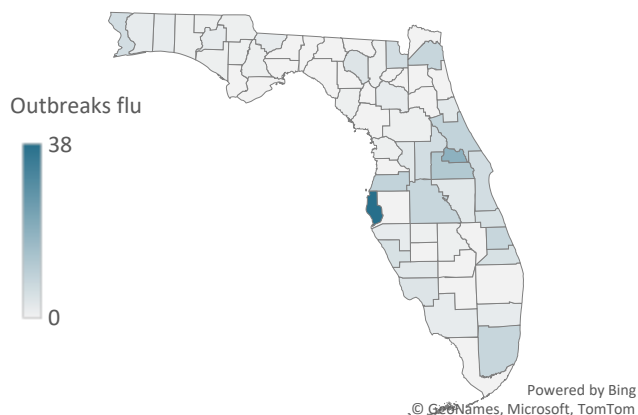 Outbreaks flu
38
0
Powered by Bing
© GeoNames, Microsoft, TomTom